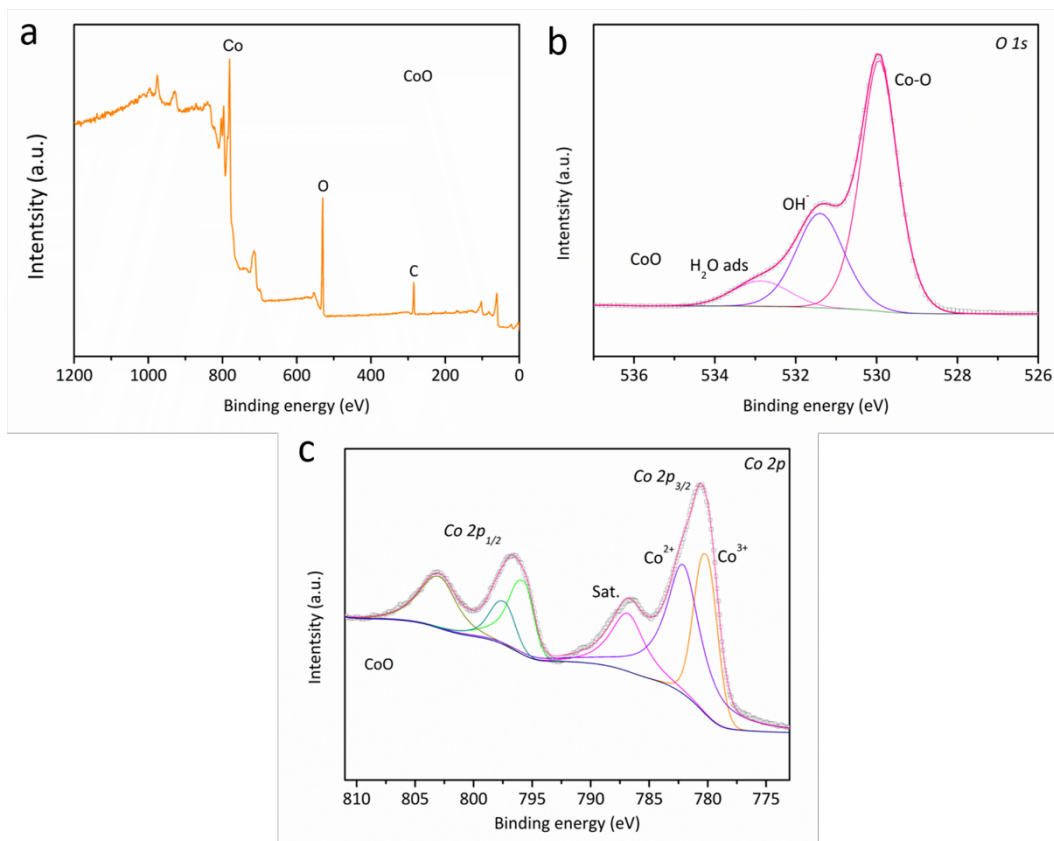 a
Co
CoO
O
C
Intentsity (a.u.)
1200 1000 800 600 400 200 0
Binding energy (eV)
b
O 1s
Co-O
OH-
H2O ads
CoO
Intentsity (a.u.)
536 534 532 530 528 526
Binding energy (eV)
c
Co 2p
Co 2p3/2
Co 2p1/2
Co2+
Co3+
Sat.
CoO
Intentsity (a.u.)
810 805 800 795 790 785 780 775
Binding energy (eV)